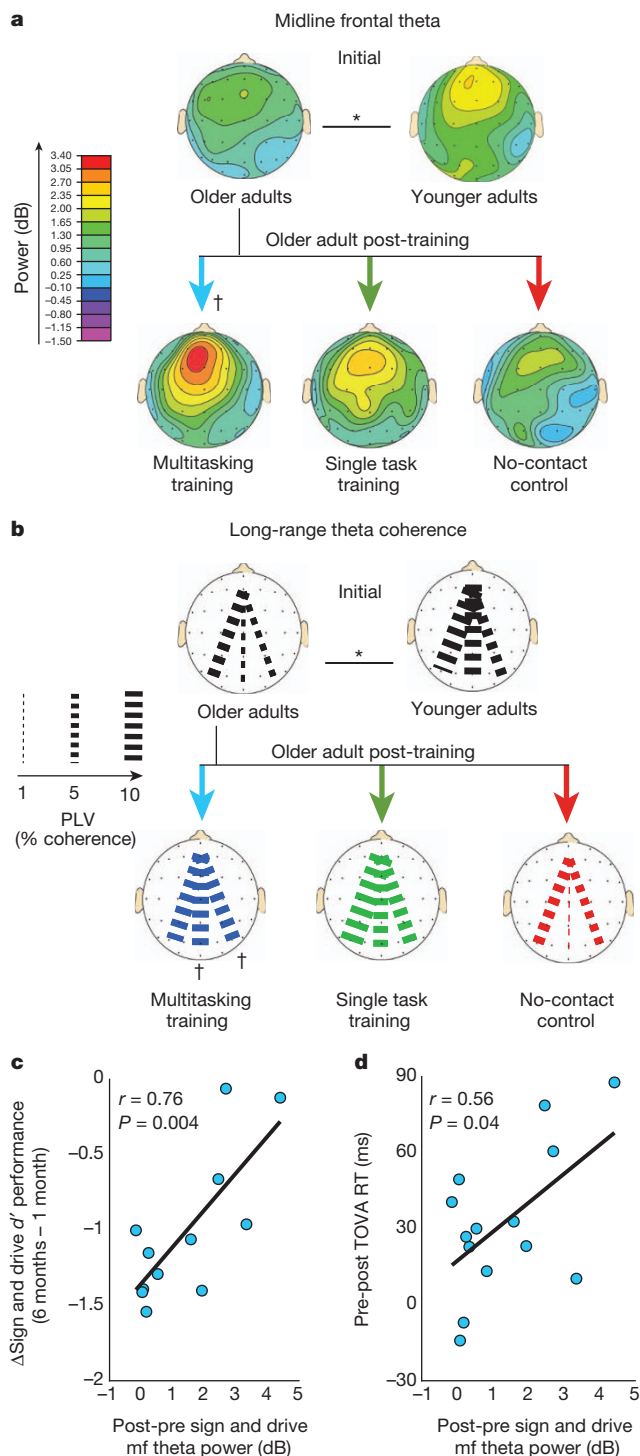 a
Midline frontal theta
Initial
*
Older adults
Younger adults
Power (dB)
3.40
3.05
2.70
2.35
2.00
1.65
1.30
0.95
0.60
0.25
−0.10
−0.45
−0.80
−1.15
−1.50
Older adult post-training
†
Multitasking
training
Single task
training
No-contact
control
b
Long-range theta coherence
Initial
*
Older adults
Younger adults
1
5
10
PLV
(% coherence)
Older adult post-training
† †
Multitasking
training
Single task
training
No-contact
control
c
r = 0.76
P = 0.004
0
−0.5
−1
−1.5
−2
ΔSign and drive d′ performance
(6 months – 1 month)
−1 0 1 2 3 4 5
Post-pre sign and drive
mf theta power (dB)
d
r = 0.56
P = 0.04
90
60
30
0
−30
Pre-post TOVA RT (ms)
−1 0 1 2 3 4 5
Post-pre sign and drive
mf theta power (dB)